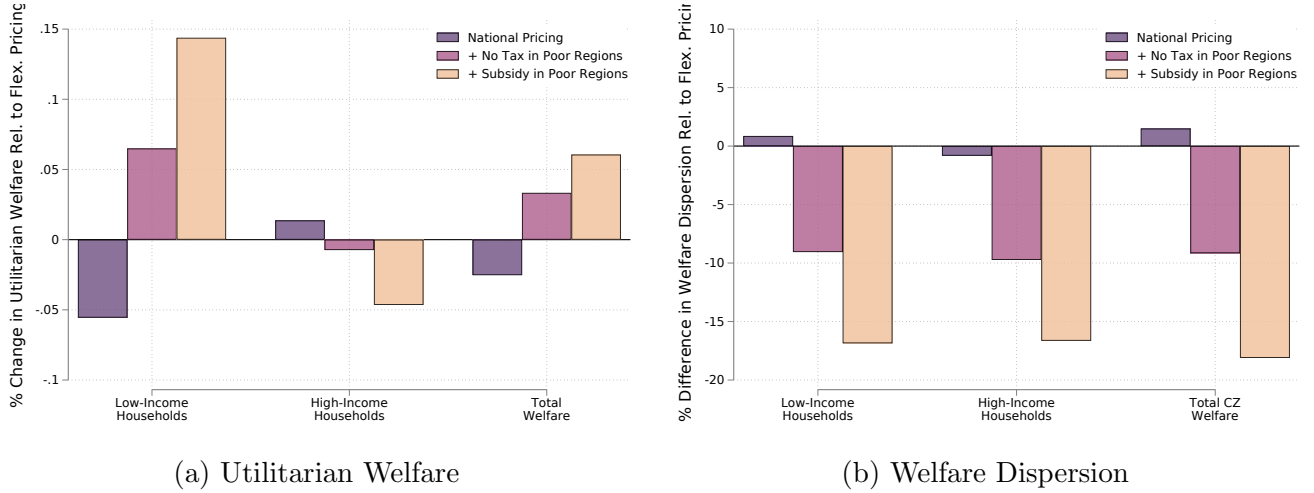 % Change in Utilitarian Welfare Rel. to Flex. Pricing
.15
.1
.05
0
-.05
-.1
National Pricing
+ No Tax in Poor Regions
+ Subsidy in Poor Regions
Low-Income
Households
High-Income
Households
Total
Welfare
(a) Utilitarian Welfare
% Difference in Welfare Dispersion Rel. to Flex. Pricin
10
5
0
-5
-10
-15
-20
National Pricing
+ No Tax in Poor Regions
+ Subsidy in Poor Regions
Low-Income
Households
High-Income
Households
Total CZ
Welfare
(b) Welfare Dispersion